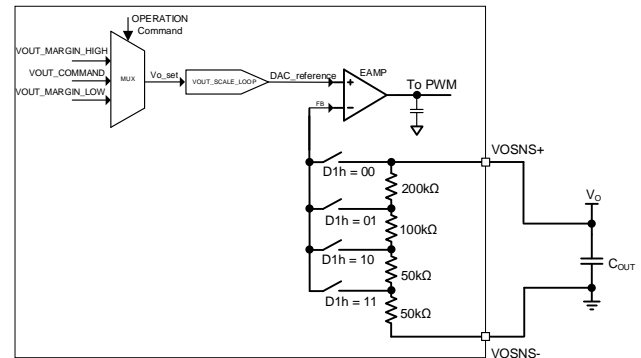 OPERATION
Command
VOUT_MARGIN_HIGH
VOUT_COMMAND
VOUT_MARGIN_LOW
MUX
Vo_set
VOUT_SCALE_LOOP
DAC_reference
EAMP
+
−
FB
To PWM
VOSNS+
D1h = 00
200kΩ
D1h = 01
100kΩ
D1h = 10
50kΩ
D1h = 11
50kΩ
VOSNS-
VO
COUT